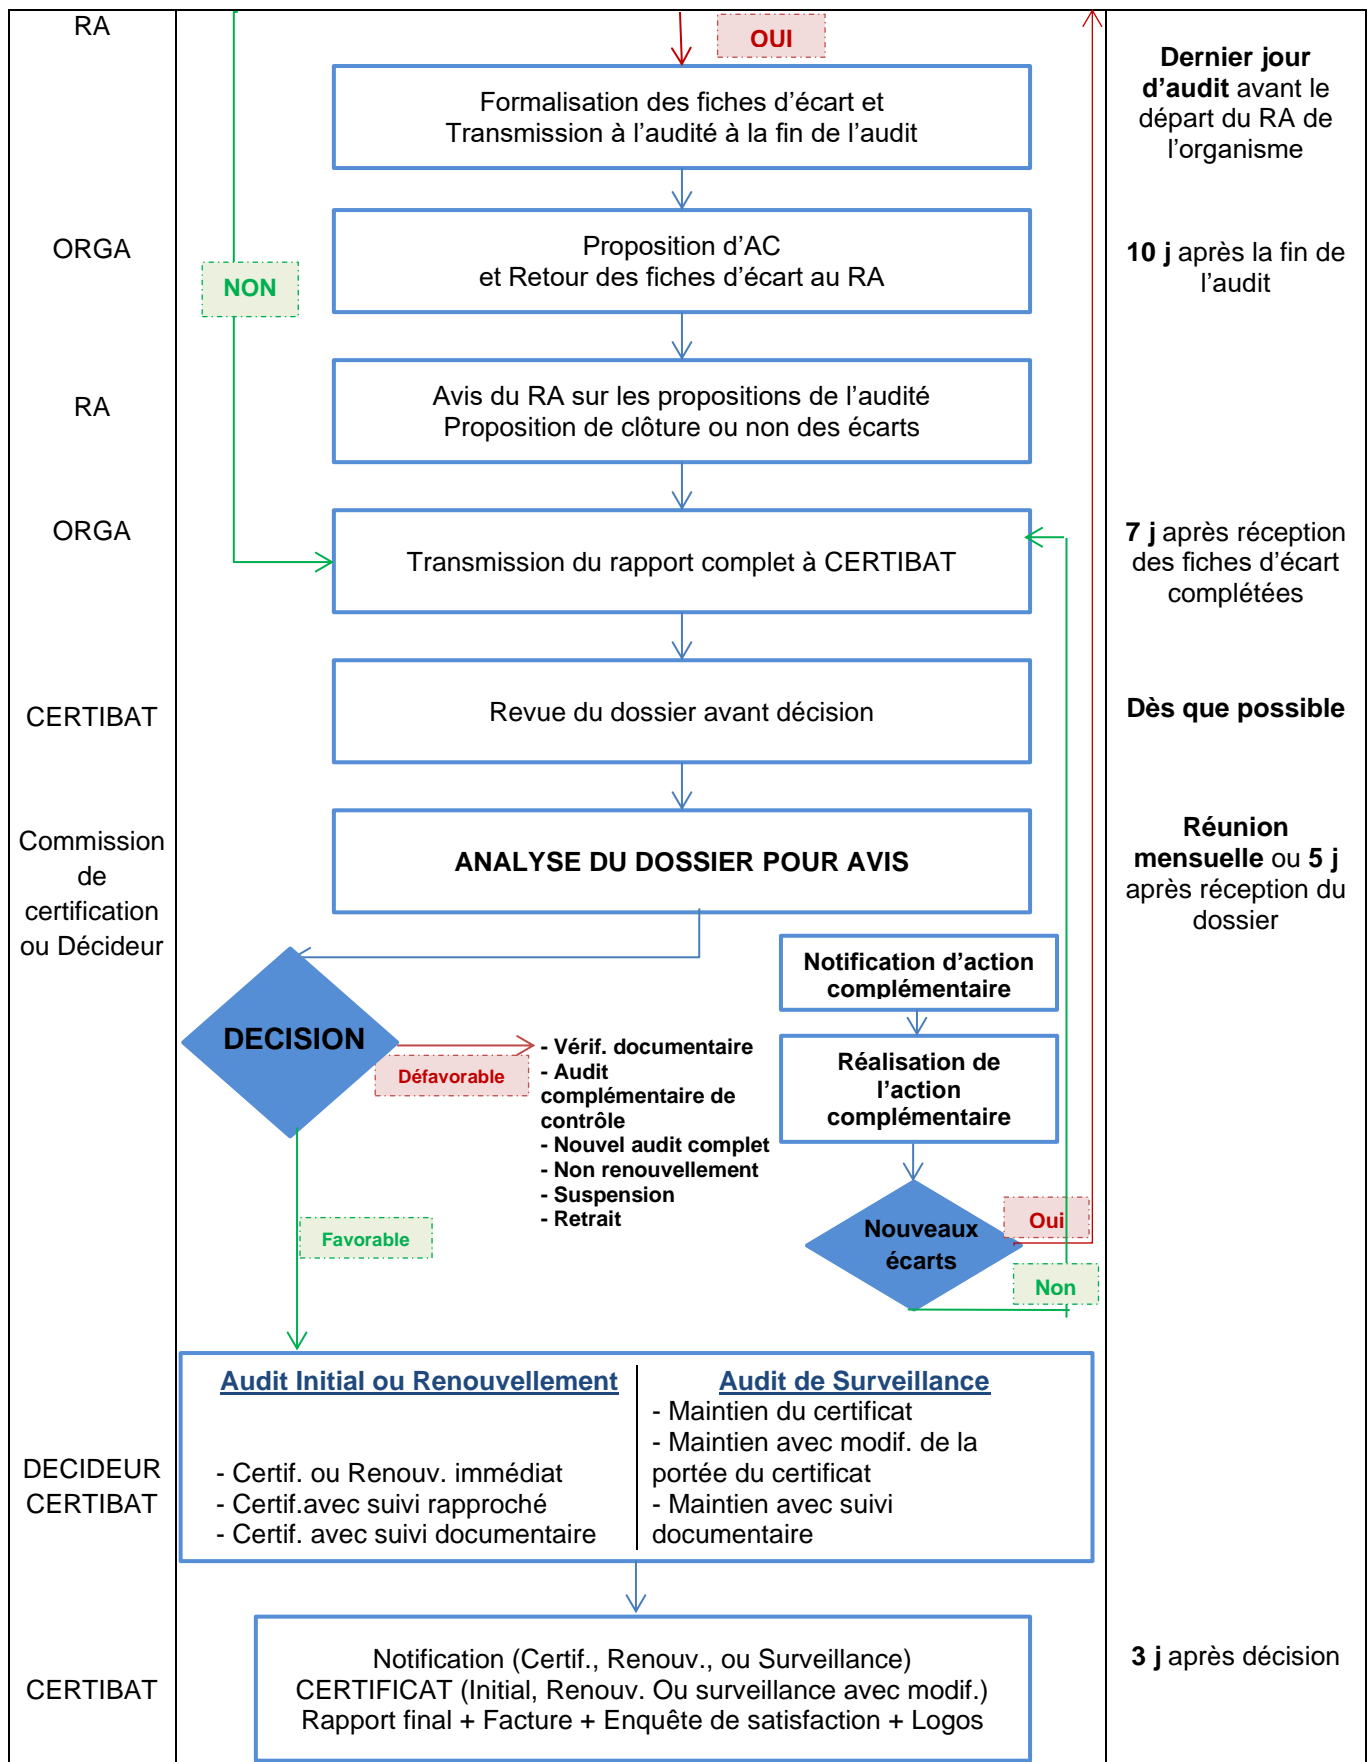 RA
OUI
Formalisation des fiches d'écart et
Transmission à l'audité à la fin de l'audit
Dernier jour
d'audit avant le
départ du RA de
l'organisme
ORGA
NON
Proposition d'AC
et Retour des fiches d'écart au RA
10 j après la fin de
l'audit
RA
Avis du RA sur les propositions de l'audité
Proposition de clôture ou non des écarts
ORGA
Transmission du rapport complet à CERTIBAT
7 j après réception
des fiches d'écart
complétées
CERTIBAT
Revue du dossier avant décision
Dès que possible
Commission
de
certification
ou Décideur
ANALYSE DU DOSSIER POUR AVIS
Réunion
mensuelle ou 5 j
après réception du
dossier
DECISION
Défavorable
- Vérif. documentaire
- Audit
complémentaire de
contrôle
- Nouvel audit complet
- Non renouvellement
- Suspension
- Retrait
Notification d'action
complémentaire
Réalisation de
l'action
complémentaire
Nouveaux
écarts
Oui
Non
Favorable
DECIDEUR
CERTIBAT
Audit Initial ou Renouvellement
- Certif. ou Renouv. immédiat
- Certif.avec suivi rapproché
- Certif. avec suivi documentaire
Audit de Surveillance
- Maintien du certificat
- Maintien avec modif. de la
portée du certificat
- Maintien avec suivi
documentaire
CERTIBAT
Notification (Certif., Renouv., ou Surveillance)
CERTIFICAT (Initial, Renouv. Ou surveillance avec modif.)
Rapport final + Facture + Enquête de satisfaction + Logos
3 j après décision